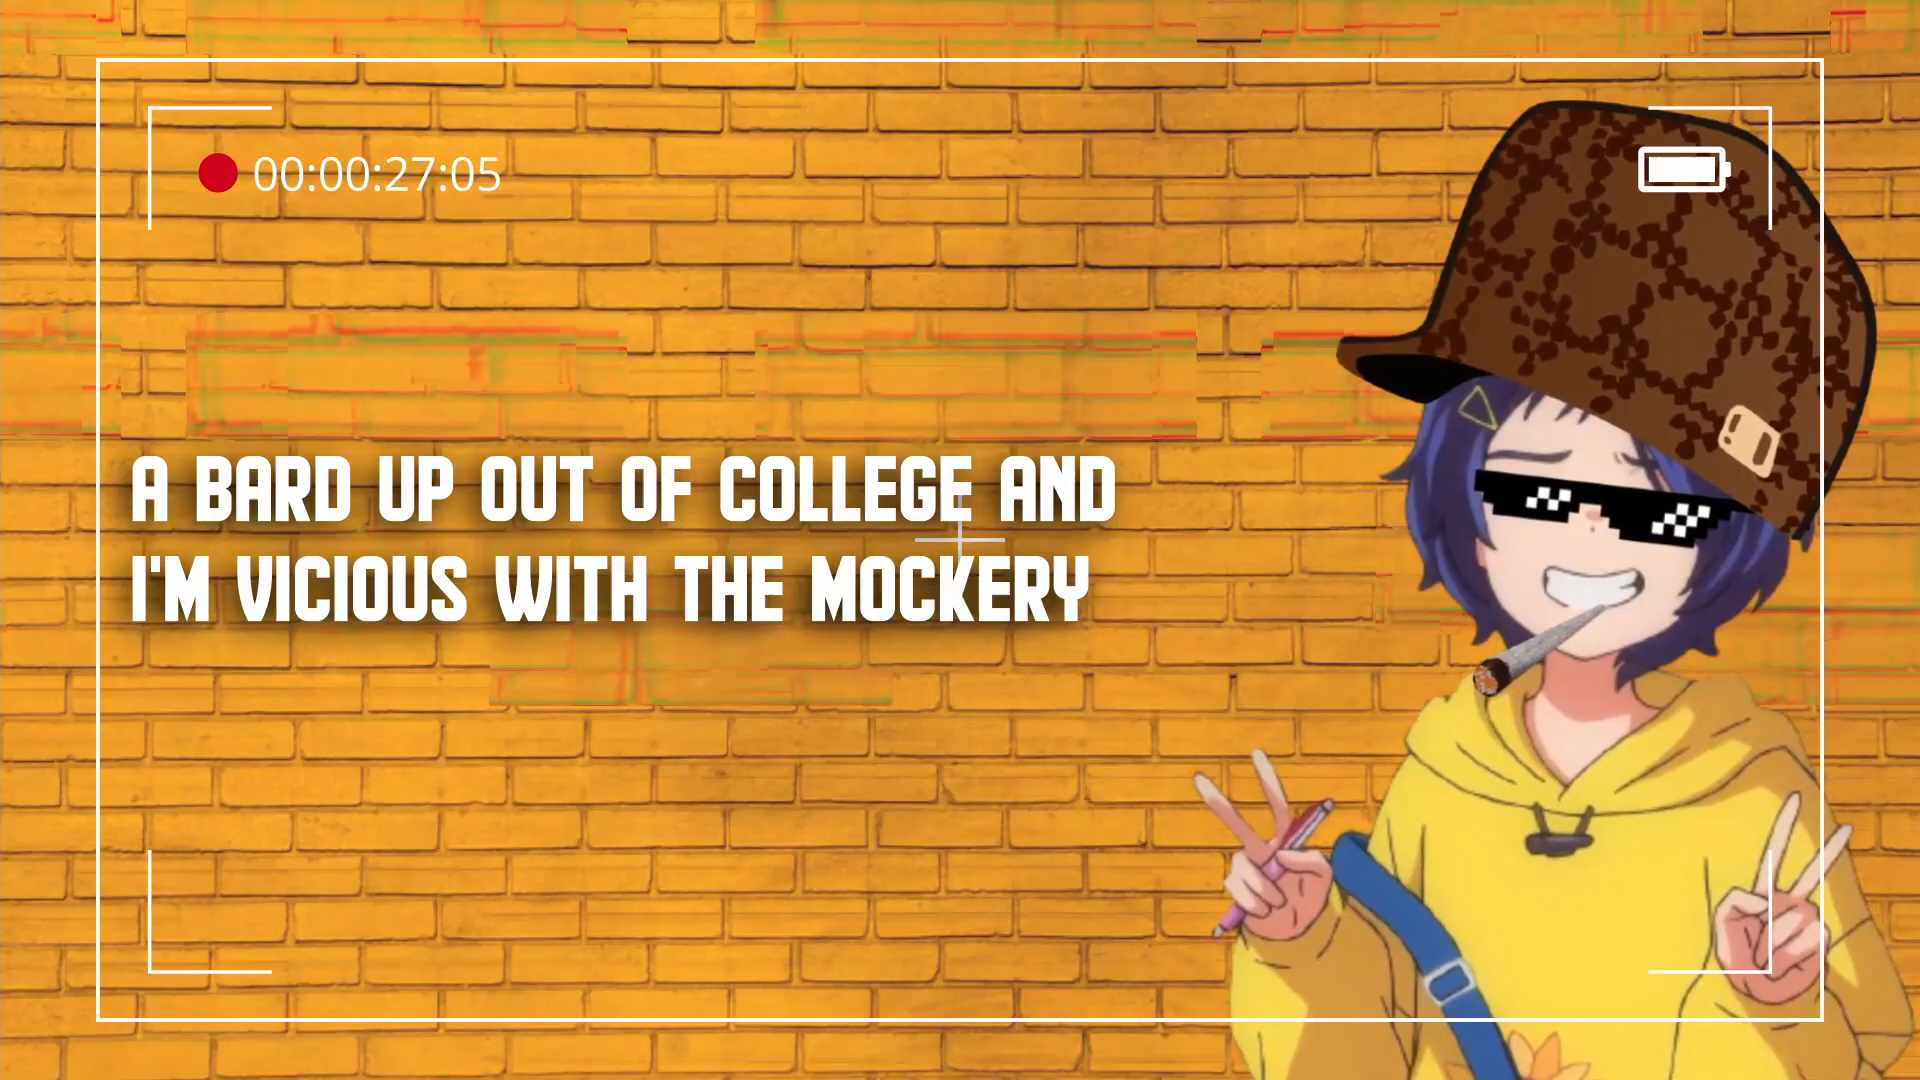 00:00:27:05
A BARD UP OUT OF COLLEGE AND
I'M VICIOUS WITH THE MOCKERY